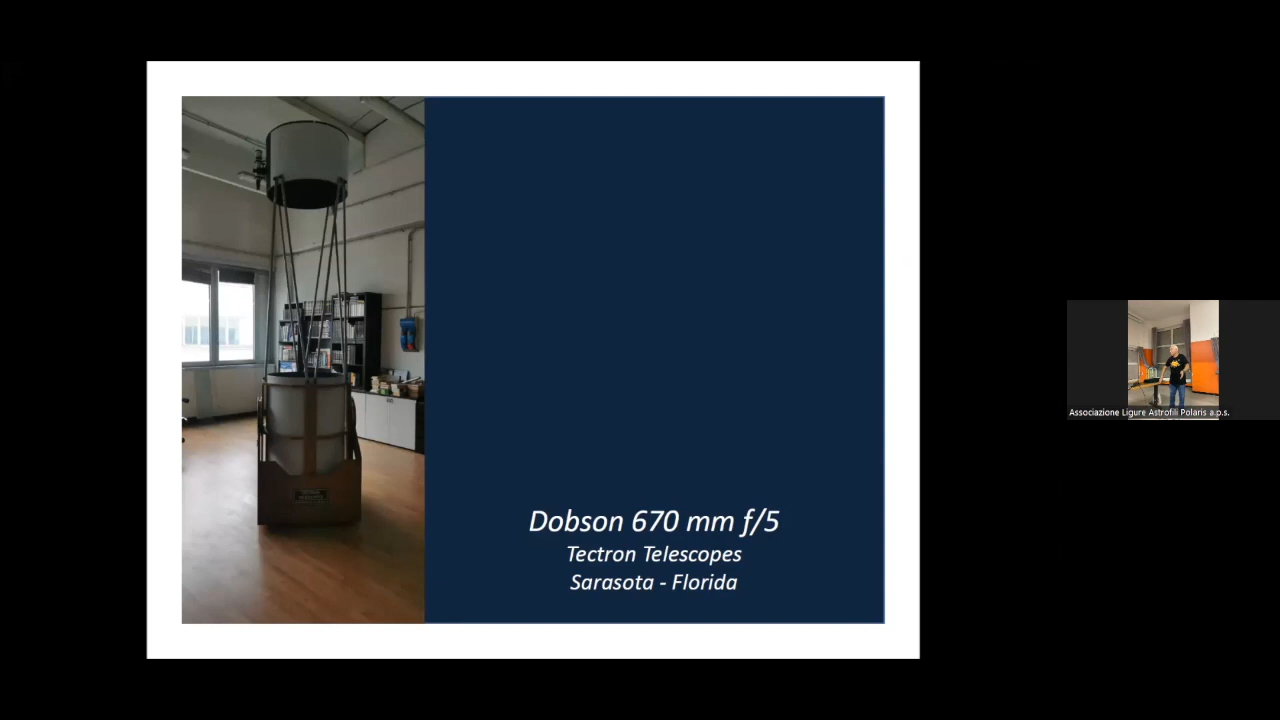 Dobson 670 mm f/5
Tectron Telescopes
Sarasota - Florida
Associazione Ligure Astrofili Polaris a.p.s.